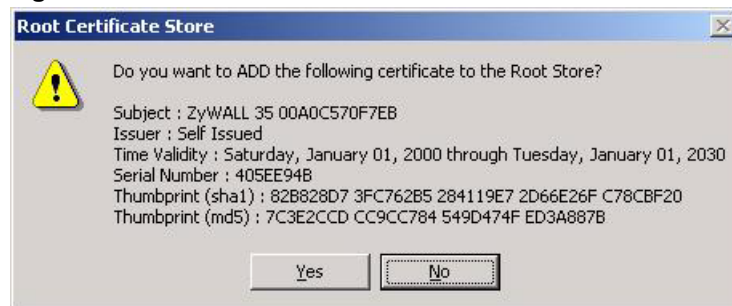 Root Certificate Store
Do you want to ADD the following certificate to the Root Store?
Subject : ZyWALL 35 00A0C570F7EB
Issuer : Self Issued
Time Validity : Saturday, January 01, 2000 through Tuesday, January 01, 2030
Serial Number : 405EE94B
Thumbprint (sha1) : 82B828D7 3FC762B5 284119E7 2D66E26F C78CBF20
Thumbprint (md5) : 7C3E2CCD CC9CC784 549D474F ED3A887B
Yes No